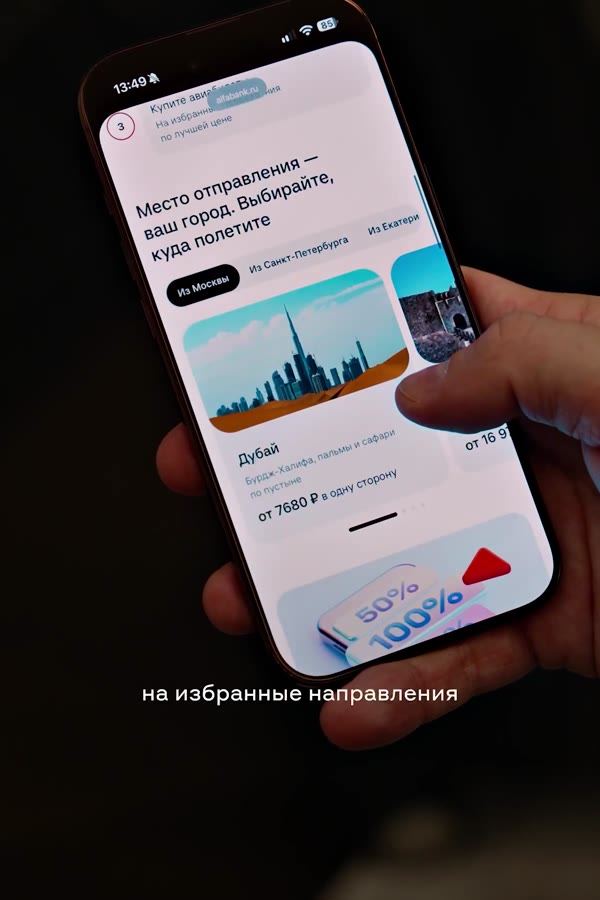 13:49
85
Купите
alfabank.ru
3
На
по лучшей цене
Место отправления —
ваш город. Выбирайте,
куда полетите
Из Москвы
Из Санкт-Петербурга
Из Екатери
Дубай
Бурдж-Халифа, пальмы и сафари
по пустыне
от 7680 ₽ в одну сторону
от 16 9
50%
100%
%
на избранные направления